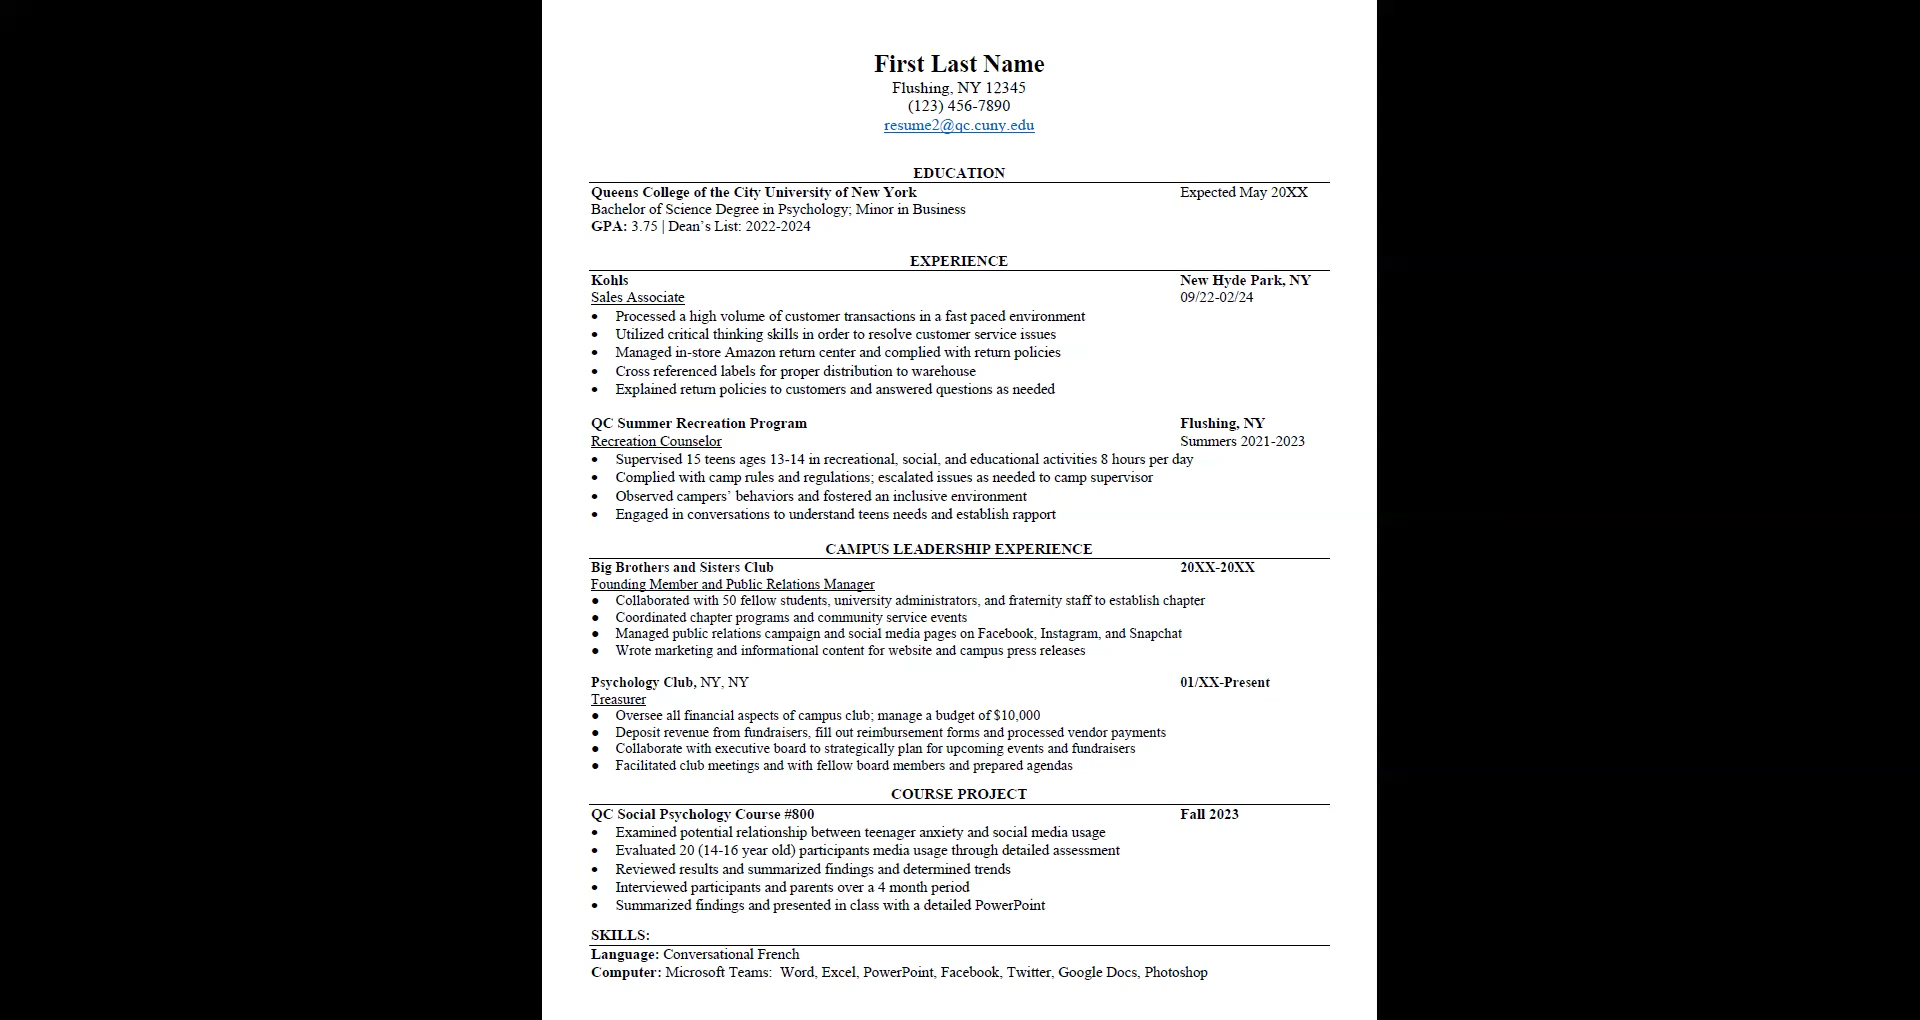 First Last Name
Flushing, NY 12345
(123) 456-7890
resume2@qc.cuny.edu
EDUCATION
Queens College of the City University of New York Expected May 20XX
Bachelor of Science Degree in Psychology; Minor in Business
GPA: 3.75 | Dean’s List: 2022-2024
EXPERIENCE
Kohls New Hyde Park, NY
Sales Associate 09/22-02/24
• Processed a high volume of customer transactions in a fast paced environment
• Utilized critical thinking skills in order to resolve customer service issues
• Managed in-store Amazon return center and complied with return policies
• Cross referenced labels for proper distribution to warehouse
• Explained return policies to customers and answered questions as needed
QC Summer Recreation Program Flushing, NY
Recreation Counselor Summers 2021-2023
• Supervised 15 teens ages 13-14 in recreational, social, and educational activities 8 hours per day
• Complied with camp rules and regulations; escalated issues as needed to camp supervisor
• Observed campers’ behaviors and fostered an inclusive environment
• Engaged in conversations to understand teens needs and establish rapport
CAMPUS LEADERSHIP EXPERIENCE
Big Brothers and Sisters Club 20XX-20XX
Founding Member and Public Relations Manager
● Collaborated with 50 fellow students, university administrators, and fraternity staff to establish chapter
● Coordinated chapter programs and community service events
● Managed public relations campaign and social media pages on Facebook, Instagram, and Snapchat
● Wrote marketing and informational content for website and campus press releases
Psychology Club, NY, NY 01/XX-Present
Treasurer
● Oversee all financial aspects of campus club; manage a budget of $10,000
● Deposit revenue from fundraisers, fill out reimbursement forms and processed vendor payments
● Collaborate with executive board to strategically plan for upcoming events and fundraisers
● Facilitated club meetings and with fellow board members and prepared agendas
COURSE PROJECT
QC Social Psychology Course #800 Fall 2023
• Examined potential relationship between teenager anxiety and social media usage
• Evaluated 20 (14-16 year old) participants media usage through detailed assessment
• Reviewed results and summarized findings and determined trends
• Interviewed participants and parents over a 4 month period
• Summarized findings and presented in class with a detailed PowerPoint
SKILLS:
Language: Conversational French
Computer: Microsoft Teams: Word, Excel, PowerPoint, Facebook, Twitter, Google Docs, Photoshop